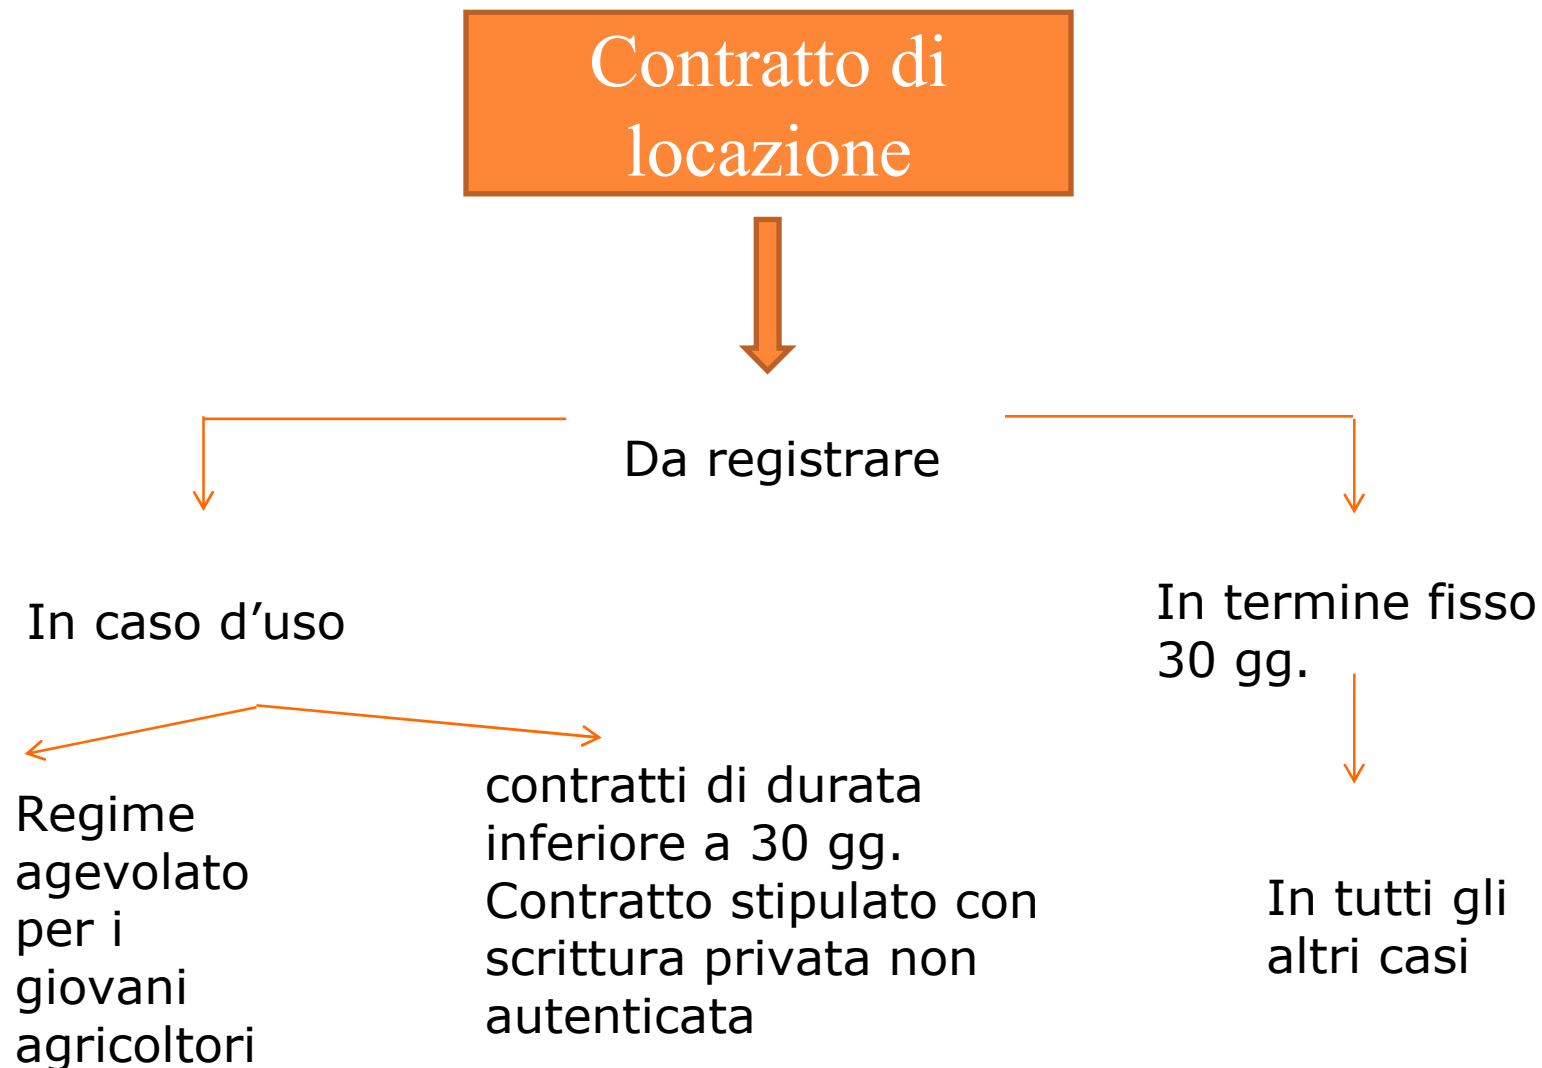 Contratto di
locazione
Da registrare
In caso d’uso
In termine fisso
30 gg.
Regime
agevolato
per i
giovani
agricoltori
contratti di durata
inferiore a 30 gg.
Contratto stipulato con
scrittura privata non
autenticata
In tutti gli
altri casi